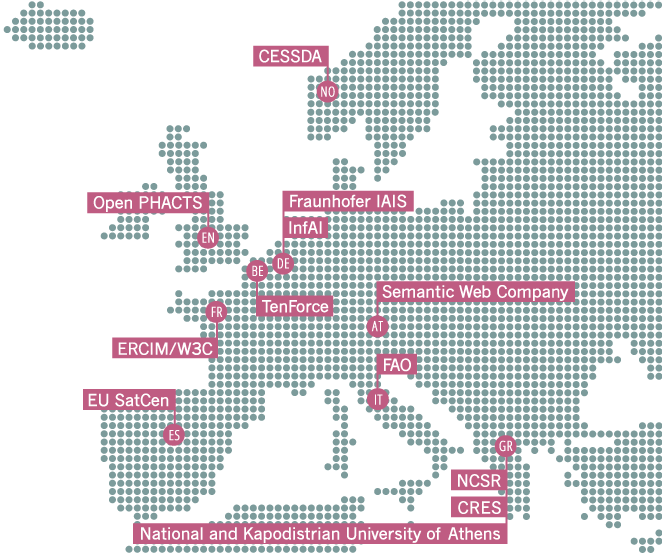 CESSDA
NO
Open PHACTS
Fraunhofer IAIS
InfAI
EN
DE
BE
Semantic Web Company
TenForce
FR
AT
ERCIM/W3C
FAO
EU SatCen
IT
ES
GR
NCSR
CRES
National and Kapodistrian University of Athens